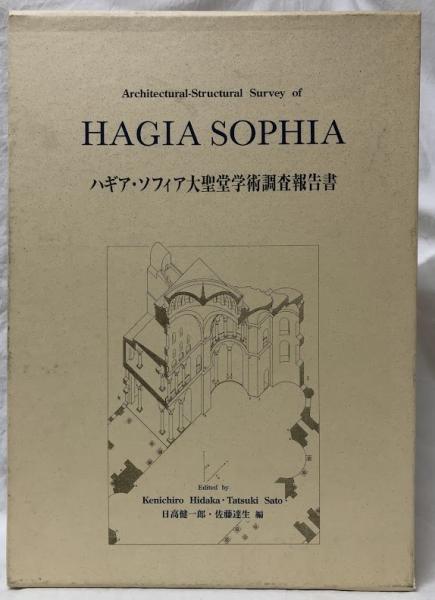 Architectural-Structural Survey of
HAGIA SOPHIA
ハギア・ソフィア大聖堂学術調査報告書
Edited by
Kenichiro Hidaka・Tatsuki Sato・
日高健一郎・佐藤達生 編